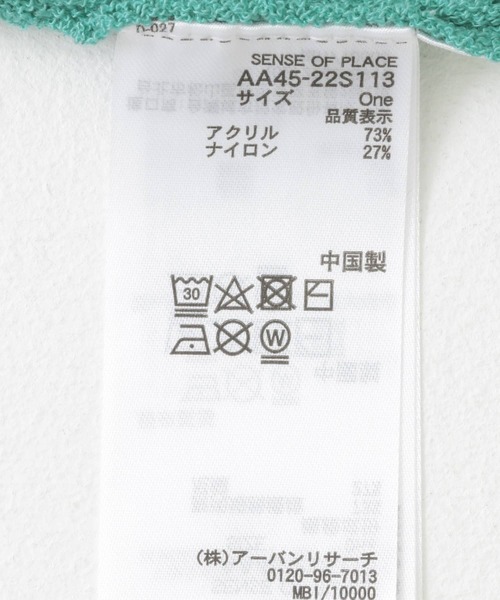 D-027
SENSE OF PLACE
AA45-22S113
サイズ One
品質表示
アクリル 73%
ナイロン 27%
中国製
30
W
(株)アーバンリサーチ
0120-96-7013
MBI/10000